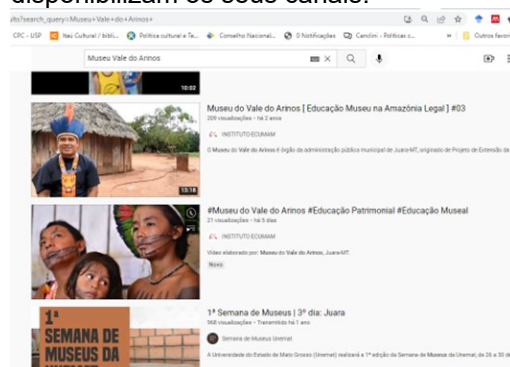 disponibilizam os seus canais.
ults?search_query=Museu+Vale+do+Arinos+
CPC - USP
Itaú Cultural / bibli...
Política cultural e Te...
Conselho Nacional...
0 Notificações
Canclini - Politicas c...
»
Outros favori
Museu Vale do Arinos
10:02
Museu do Vale do Arinos [ Educação Museu na Amazônia Legal ] #03
209 visualizações • há 2 anos
INSTITUTO ECUMAM
O Museu do Vale do Arinos é órgão da administração pública municipal de Juara-MT, originado de Projeto de Extensão da
13:18
#Museu do Vale do Arinos #Educação Patrimonial #Educação Museal
21 visualizações • há 5 dias
INSTITUTO ECUMAM
Vídeo elaborado por: Museu do Vale do Arinos, Juara-MT.
Novo
1ª Semana de Museus | 3º dia: Juara
968 visualizações • Transmitido há 1 ano
Semana de Museus Unemat
A Universidade do Estado de Mato Grosso (Unemat) realizará a 1ª edição da Semana de Museus da Unemat, de 26 a 30 de
1ª
SEMANA DE
MUSEUS DA